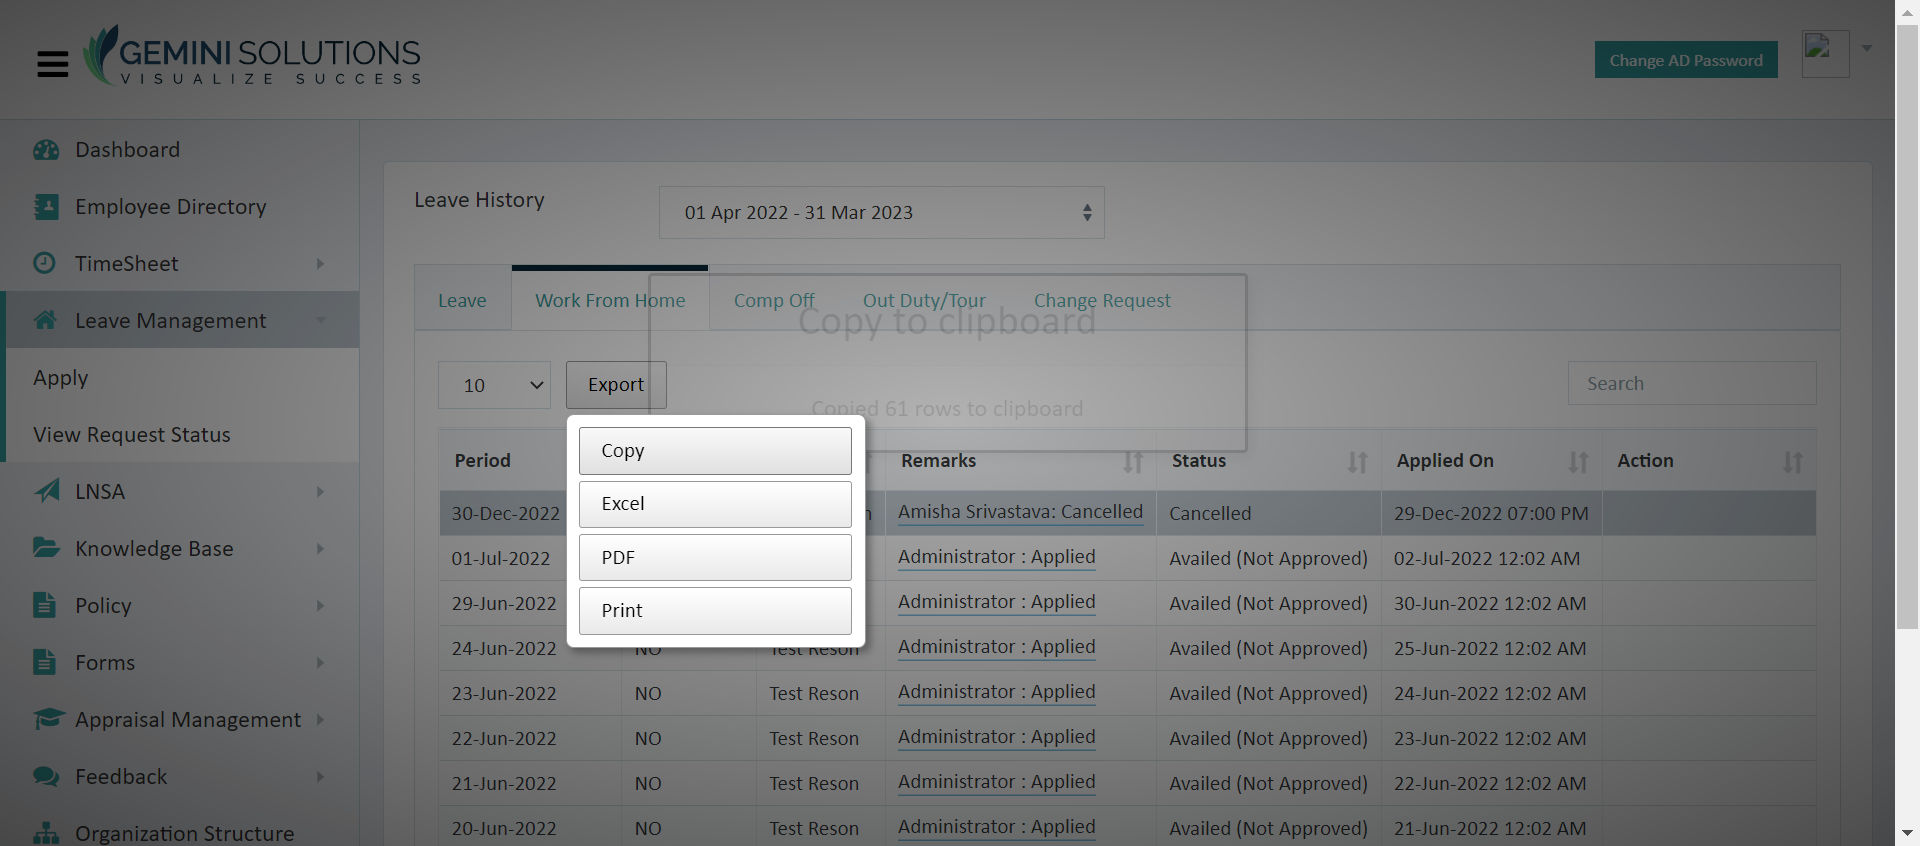 GEMINI SOLUTIONS
VISUALIZE SUCCESS
Change AD Password
Dashboard
Employee Directory
TimeSheet
Leave Management
Apply
View Request Status
LNSA
Knowledge Base
Policy
Forms
Appraisal Management
Feedback
Organization Structure
Leave History
01 Apr 2022 - 31 Mar 2023
Leave Work From Home Comp Off Out Duty/Tour Change Request
Copy to clipboard
10 Export Search
Copied 61 rows to clipboard
Copy
Excel
PDF
Print
Period Remarks Status Applied On Action
30-Dec-2022 Amisha Srivastava: Cancelled Cancelled 29-Dec-2022 07:00 PM
01-Jul-2022 Administrator : Applied Availed (Not Approved) 02-Jul-2022 12:02 AM
29-Jun-2022 Administrator : Applied Availed (Not Approved) 30-Jun-2022 12:02 AM
24-Jun-2022 NO Test Reson Administrator : Applied Availed (Not Approved) 25-Jun-2022 12:02 AM
23-Jun-2022 NO Test Reson Administrator : Applied Availed (Not Approved) 24-Jun-2022 12:02 AM
22-Jun-2022 NO Test Reson Administrator : Applied Availed (Not Approved) 23-Jun-2022 12:02 AM
21-Jun-2022 NO Test Reson Administrator : Applied Availed (Not Approved) 22-Jun-2022 12:02 AM
20-Jun-2022 NO Test Reson Administrator : Applied Availed (Not Approved) 21-Jun-2022 12:02 AM